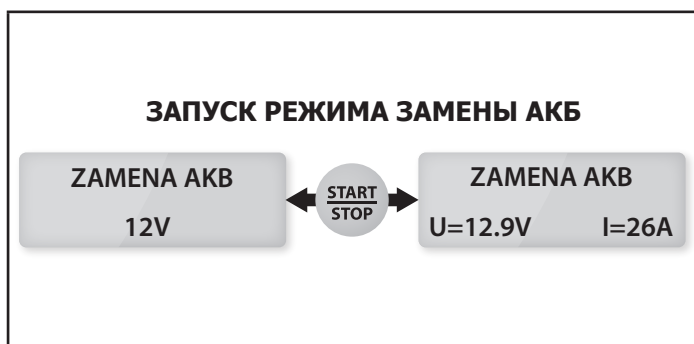 ЗАПУСК РЕЖИМА ЗАМЕНЫ АКБ
ZAMENA AKB
12V
START
STOP
ZAMENA AKB
U=12.9V I=26A